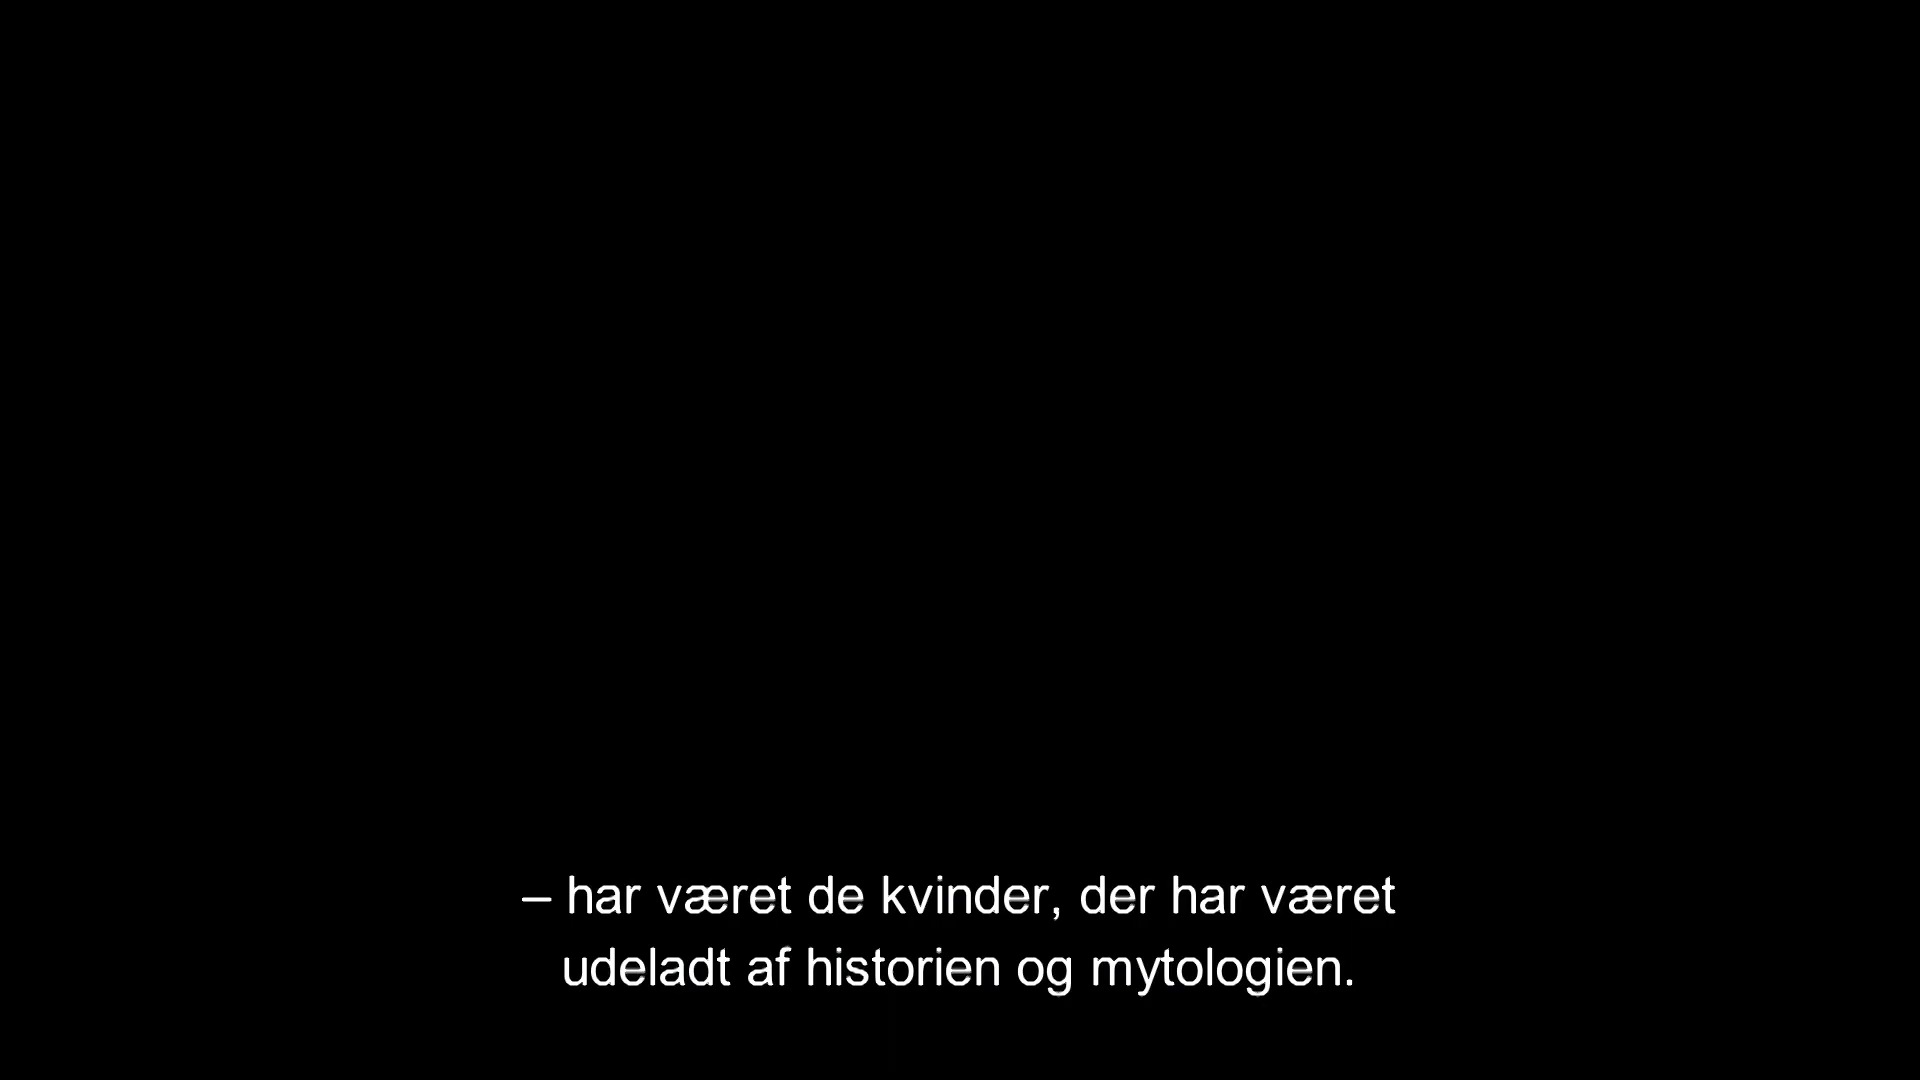 – har været de kvinder, der har været
udeladt af historien og mytologien.